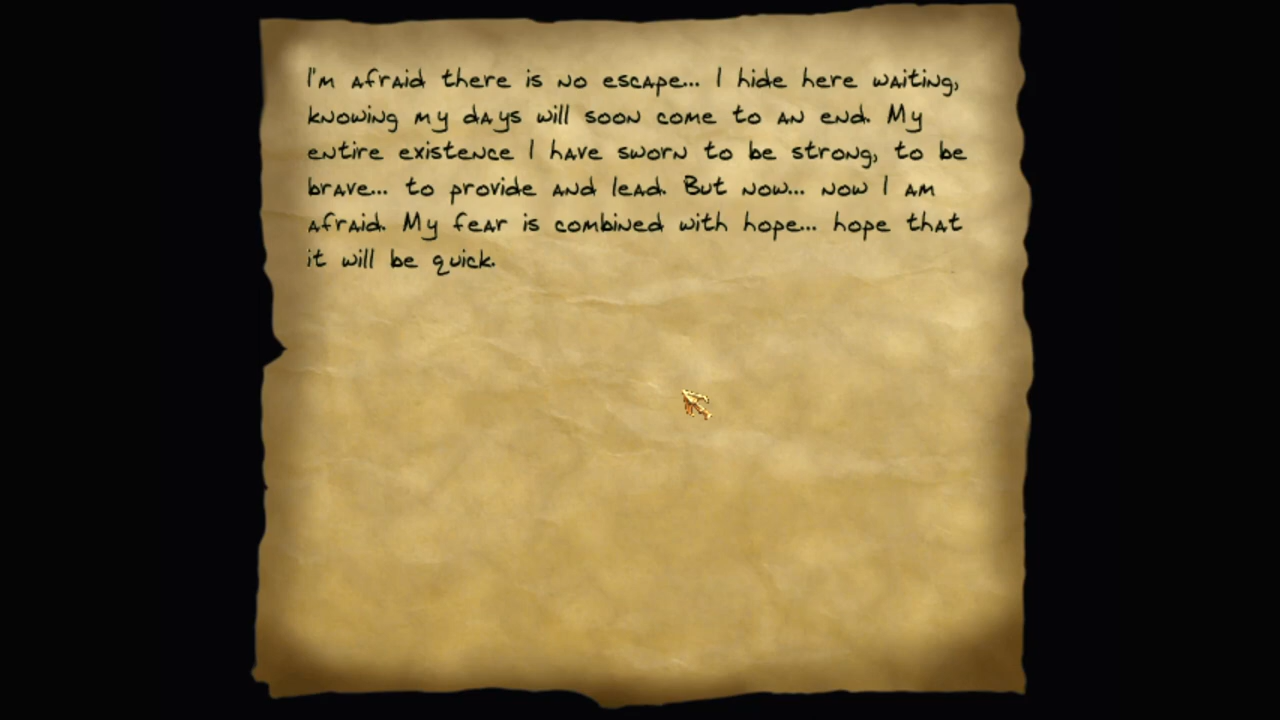 I'm afraid there is no escape... I hide here waiting,
knowing my days will soon come to an end. My
entire existence I have sworn to be strong, to be
brave... to provide and lead. But now... now I am
afraid. My fear is combined with hope... hope that
it will be quick.